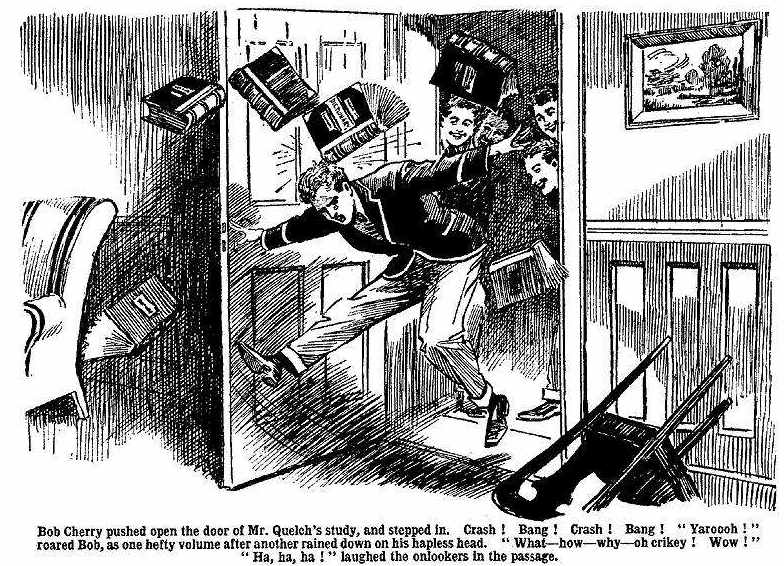 Bob Cherry pushed open the door of Mr. Quelch's study, and stepped in. Crash ! Bang ! Crash ! Bang ! " Yaroooh ! "
roared Bob, as one hefty volume after another rained down on his hapless head. " What—how—why—oh crikey ! Wow ! "
" Ha, ha, ha ! " laughed the onlookers in the passage.